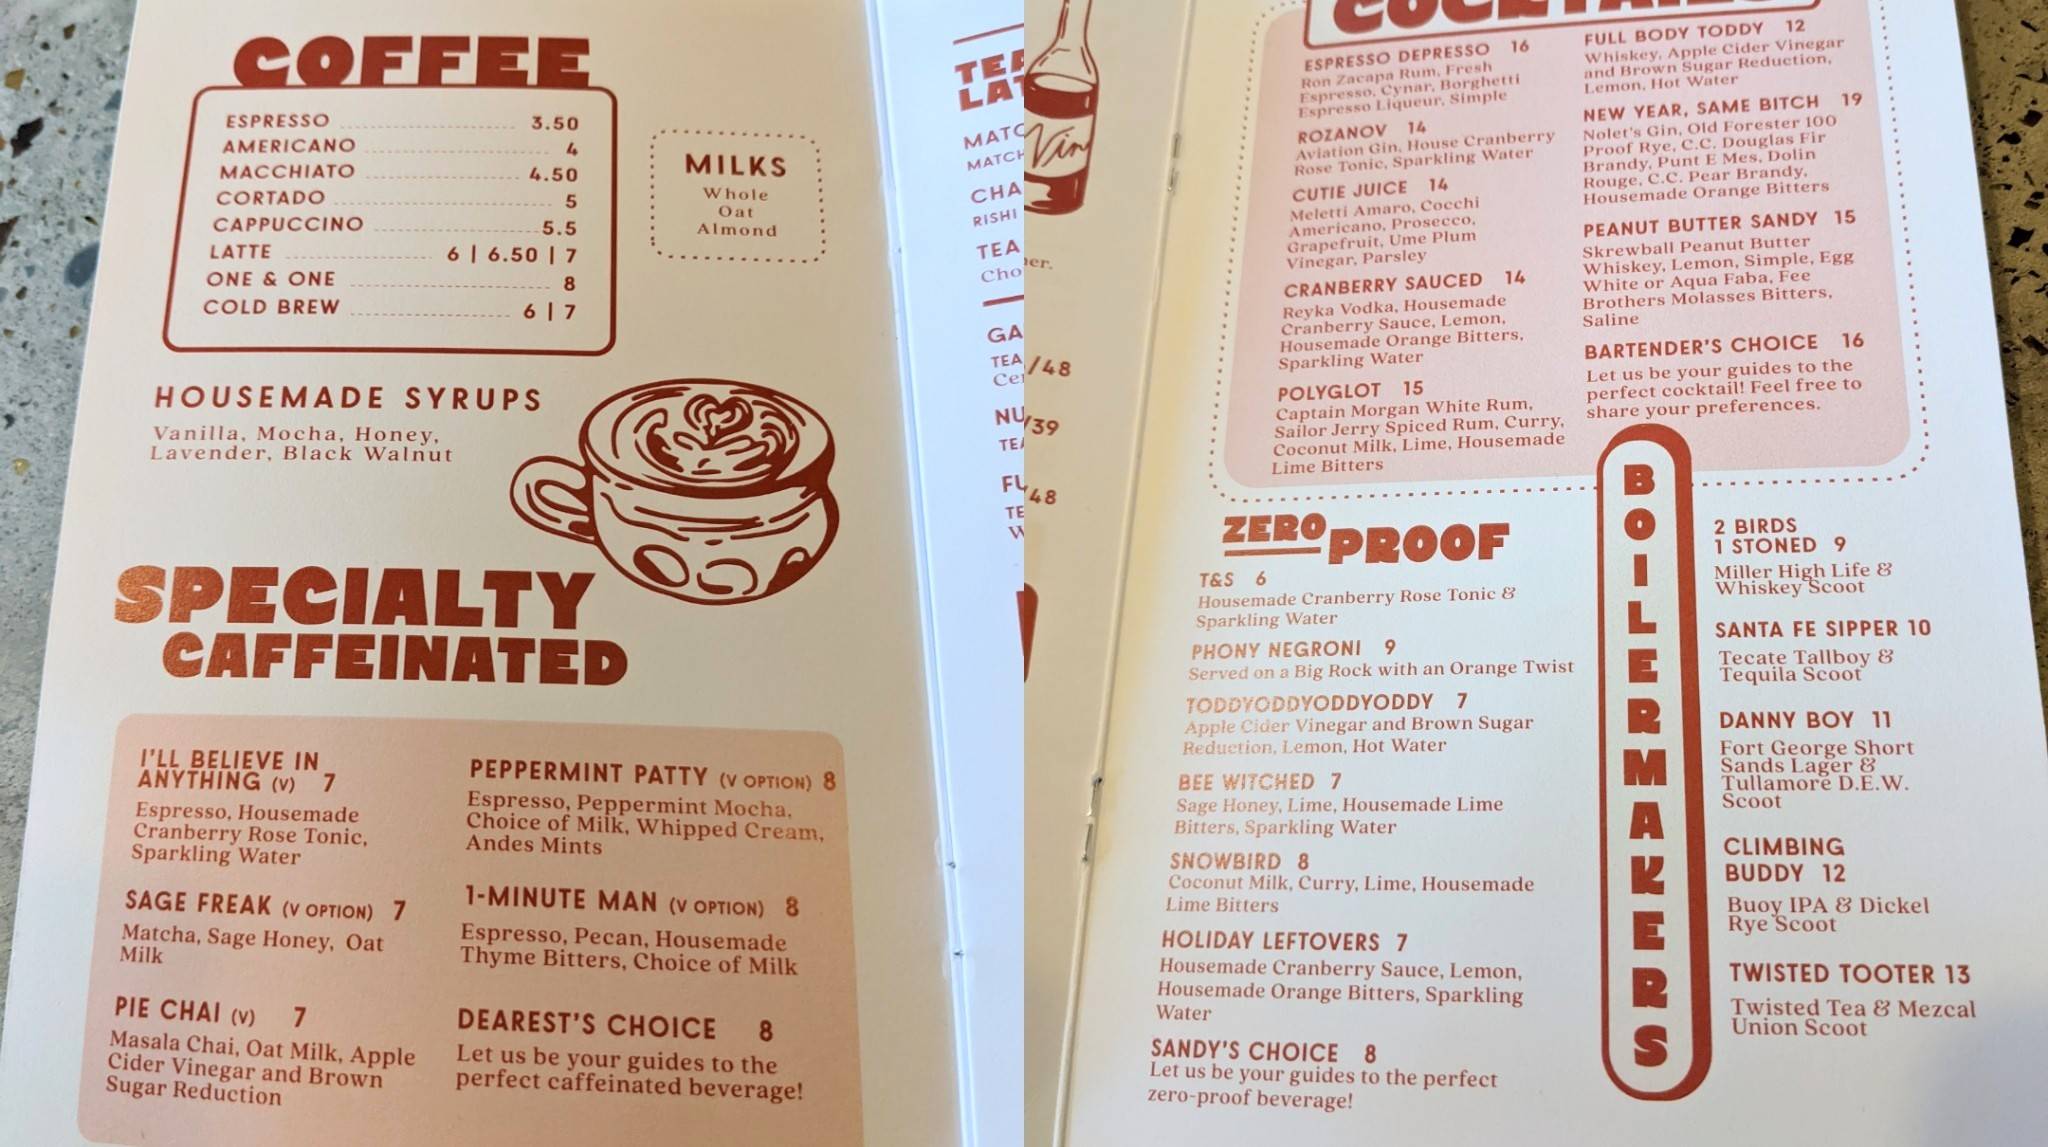 COFFEE
ESPRESSO 3.50
AMERICANO 4
MACCHIATO 4.50
CORTADO 5
CAPPUCCINO 5.5
LATTE 6 | 6.50 | 7
ONE & ONE 8
COLD BREW 6 | 7
MILKS
Whole
Oat
Almond
HOUSEMADE SYRUPS
Vanilla, Mocha, Honey,
Lavender, Black Walnut
SPECIALTY
CAFFEINATED
I'LL BELIEVE IN
ANYTHING (V) 7
Espresso, Housemade
Cranberry Rose Tonic,
Sparkling Water
SAGE FREAK (V OPTION) 7
Matcha, Sage Honey, Oat
Milk
PIE CHAI (V) 7
Masala Chai, Oat Milk, Apple
Cider Vinegar and Brown
Sugar Reduction
PEPPERMINT PATTY (V OPTION) 8
Espresso, Peppermint Mocha,
Choice of Milk, Whipped Cream,
Andes Mints
1-MINUTE MAN (V OPTION) 8
Espresso, Pecan, Housemade
Thyme Bitters, Choice of Milk
DEAREST'S CHOICE 8
Let us be your guides to the
perfect caffeinated beverage!
TEA
/48
/39
48
COCKTAILS
ESPRESSO DEPRESSO 16
Ron Zacapa Rum, Fresh
Espresso, Cynar, Borghetti
Espresso Liqueur, Simple
ROZANOV 14
Aviation Gin, House Cranberry
Rose Tonic, Sparkling Water
CUTIE JUICE 14
Meletti Amaro, Cocchi
Americano, Prosecco,
Grapefruit, Ume Plum
Vinegar, Parsley
CRANBERRY SAUCED 14
Reyka Vodka, Housemade
Cranberry Sauce, Lemon,
Housemade Orange Bitters,
Sparkling Water
POLYGLOT 15
Captain Morgan White Rum,
Sailor Jerry Spiced Rum, Curry,
Coconut Milk, Lime, Housemade
Lime Bitters
FULL BODY TODDY 12
Whiskey, Apple Cider Vinegar
and Brown Sugar Reduction,
Lemon, Hot Water
NEW YEAR, SAME BITCH 19
Nolet's Gin, Old Forester 100
Proof Rye, C.C. Douglas Fir
Brandy, Punt E Mes, Dolin
Rouge, C.C. Pear Brandy,
Housemade Orange Bitters
PEANUT BUTTER SANDY 15
Skrewball Peanut Butter
Whiskey, Lemon, Simple, Egg
White or Aqua Faba, Fee
Brothers Molasses Bitters,
Saline
BARTENDER'S CHOICE 16
Let us be your guides to the
perfect cocktail! Feel free to
share your preferences.
ZERO PROOF
T&S 6
Housemade Cranberry Rose Tonic &
Sparkling Water
PHONY NEGRONI 9
Served on a Big Rock with an Orange Twist
TODDYODDYODDYODDY 7
Apple Cider Vinegar and Brown Sugar
Reduction, Lemon, Hot Water
BEE WITCHED 7
Sage Honey, Lime, Housemade Lime
Bitters, Sparkling Water
SNOWBIRD 8
Coconut Milk, Curry, Lime, Housemade
Lime Bitters
HOLIDAY LEFTOVERS 7
Housemade Cranberry Sauce, Lemon,
Housemade Orange Bitters, Sparkling
Water
SANDY'S CHOICE 8
Let us be your guides to the perfect
zero-proof beverage!
BOILERMAKERS
2 BIRDS
1 STONED 9
Miller High Life &
Whiskey Scoot
SANTA FE SIPPER 10
Tecate Tallboy &
Tequila Scoot
DANNY BOY 11
Fort George Short
Sands Lager &
Tullamore D.E.W.
Scoot
CLIMBING
BUDDY 12
Buoy IPA & Dickel
Rye Scoot
TWISTED TOOTER 13
Twisted Tea & Mezcal
Union Scoot